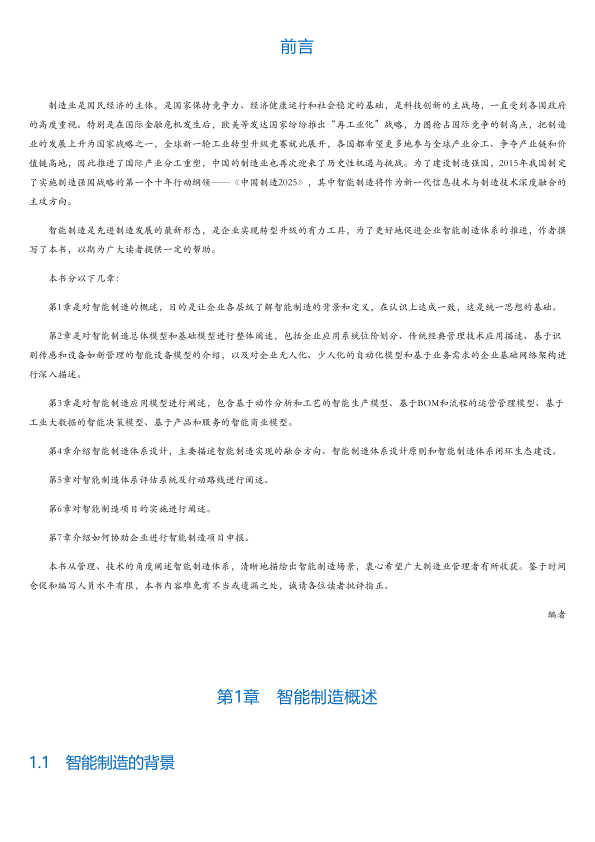 前言
制造业是国民经济的主体，是国家保持竞争力、经济健康运行和社会稳定的基础，是科技创新的主战场，一直受到各国政府
的高度重视。特别是在国际金融危机发生后，欧美等发达国家纷纷推出“再工业化”战略，力图抢占国际竞争的制高点，把制造
业的发展上升为国家战略之一，全球新一轮工业转型升级竞赛就此展开，各国都希望更多地参与全球产业分工、争夺产业链和价
值链高地，因此推进了国际产业分工重塑，中国的制造业也再次迎来了历史性机遇与挑战。为了建设制造强国，2015年我国制定
了实施制造强国战略的第一个十年行动纲领——《中国制造2025》，其中智能制造将作为新一代信息技术与制造技术深度融合的
主攻方向。
智能制造是先进制造发展的最新形态，是企业实现转型升级的有力工具，为了更好地促进企业智能制造体系的推进，作者撰
写了本书，以期为广大读者提供一定的帮助。
本书分以下几章：
第1章是对智能制造的概述，目的是让企业各层级了解智能制造的背景和定义，在认识上达成一致，这是统一思想的基础。
第2章是对智能制造总体模型和基础模型进行整体阐述，包括企业应用系统位阶划分、传统经典管理技术应用描述、基于识
别传感和设备如新管理的智能设备模型的介绍，以及对企业无人化、少人化的自动化模型和基于业务需求的企业基础网络架构进
行深入描述。
第3章是对智能制造应用模型进行阐述，包含基于动作分析和工艺的智能生产模型、基于BOM和流程的运营管理模型、基于
工业大数据的智能决策模型、基于产品和服务的智能商业模型。
第4章介绍智能制造体系设计，主要描述智能制造实现的融合方向、智能制造体系设计原则和智能制造体系闭环生态建设。
第5章对智能制造体系评估系统及行动路线进行阐述。
第6章对智能制造项目的实施进行阐述。
第7章介绍如何协助企业进行智能制造项目申报。
本书从管理、技术的角度阐述智能制造体系，清晰地描绘出智能制造场景，衷心希望广大制造业管理者有所收获。鉴于时间
仓促和编写人员水平有限，本书内容难免有不当或遗漏之处，诚请各位读者批评指正。
编者
第1章　智能制造概述
1.1　智能制造的背景